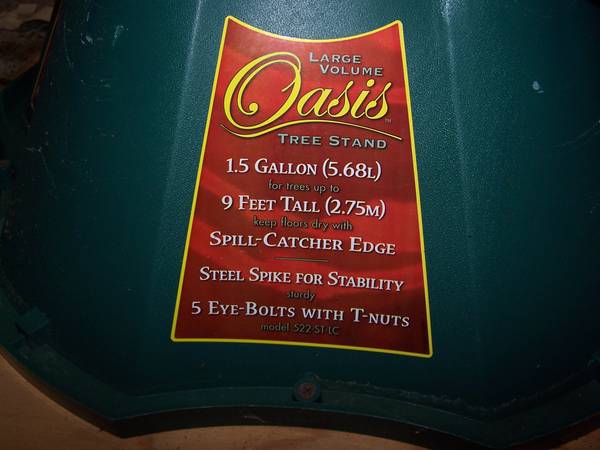 Large
Volume
Oasis™
Tree Stand
1.5 Gallon (5.68L)
for trees up to
9 Feet Tall (2.75M)
keep floors dry with
Spill-Catcher Edge
Steel Spike for Stability
sturdy
5 Eye-Bolts with T-nuts
model 522-ST-LC